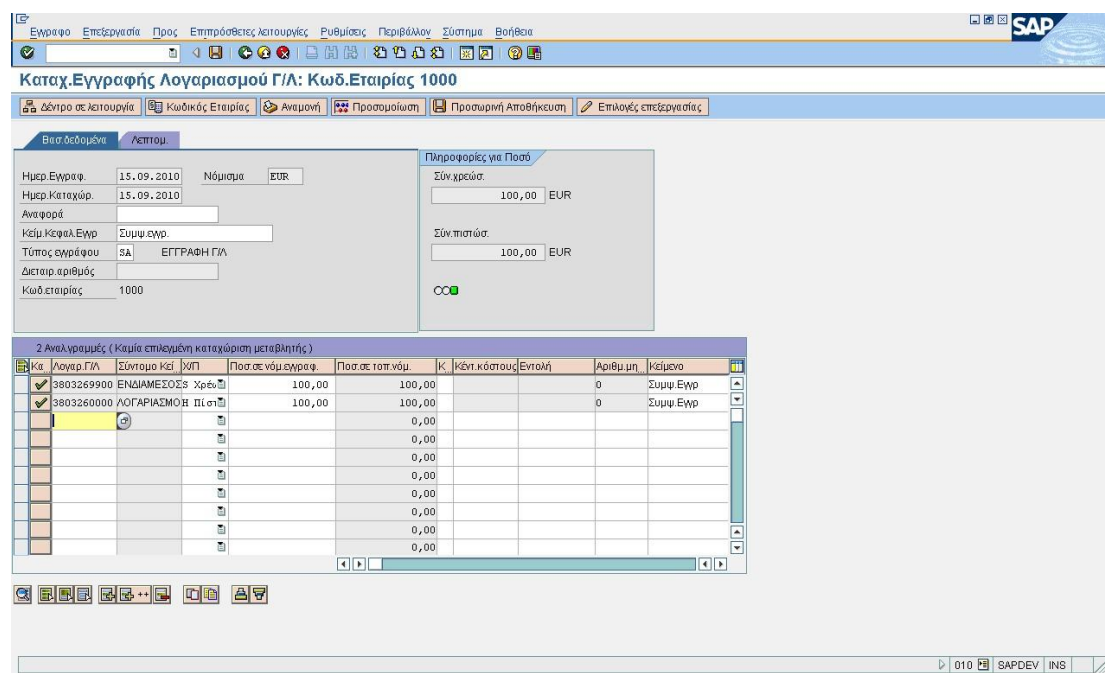 Εγγραφο Επεξεργασία Προς Επιπρόσθετες λειτουργίες Ρυθμίσεις Περιβάλλον Σύστημα Βοήθεια
SAP
Καταχ.Εγγραφής Λογαριασμού Γ/Λ: Κωδ.Εταιρίας 1000
Δέντρο σε λειτουργία Κωδικός Εταιρίας Αναμονή Προσομοίωση Προσωρινή Αποθήκευση Επιλογές επεξεργασίας
Βασ.δεδομένα Λεπτομ.
Πληροφορίες για Ποσό
Ημερ.Εγγραφ. 15.09.2010 Νόμισμα EUR Σύν.χρεώσ.
Ημερ.Καταχώρ. 15.09.2010 100,00 EUR
Αναφορά
Κείμ.Κεφαλ.Εγγρ Συμψ.εγγρ. Σύν.πιστώσ.
Τύπος εγγράφου SA ΕΓΓΡΑΦΗ Γ/Λ 100,00 EUR
Διεταιρ.αριθμός
Κωδ.εταιρίας 1000
2 Αναλ.γραμμές ( Καμία επιλεγμένη καταχώριση μεταβλητής )
Κα... Λογαρ.Γ/Λ Σύντομο Κεί... Χ/Π Ποσ.σε νόμ.εγγραφ. Ποσ.σε τοπ.νόμ. Κ... Κέντ.κόστους Εντολή Αριθμ.μη... Κείμενο
3803269900 ΕΝΔΙΑΜΕΣΟΣ S Χρέω 100,00 100,00 0 Συμψ.Εγγρ
3803260000 ΛΟΓΑΡΙΑΣΜΟ H Πίστ 100,00 100,00 0 Συμψ.Εγγρ
0,00
0,00
0,00
0,00
0,00
0,00
0,00
0,00
010 SAPDEV INS